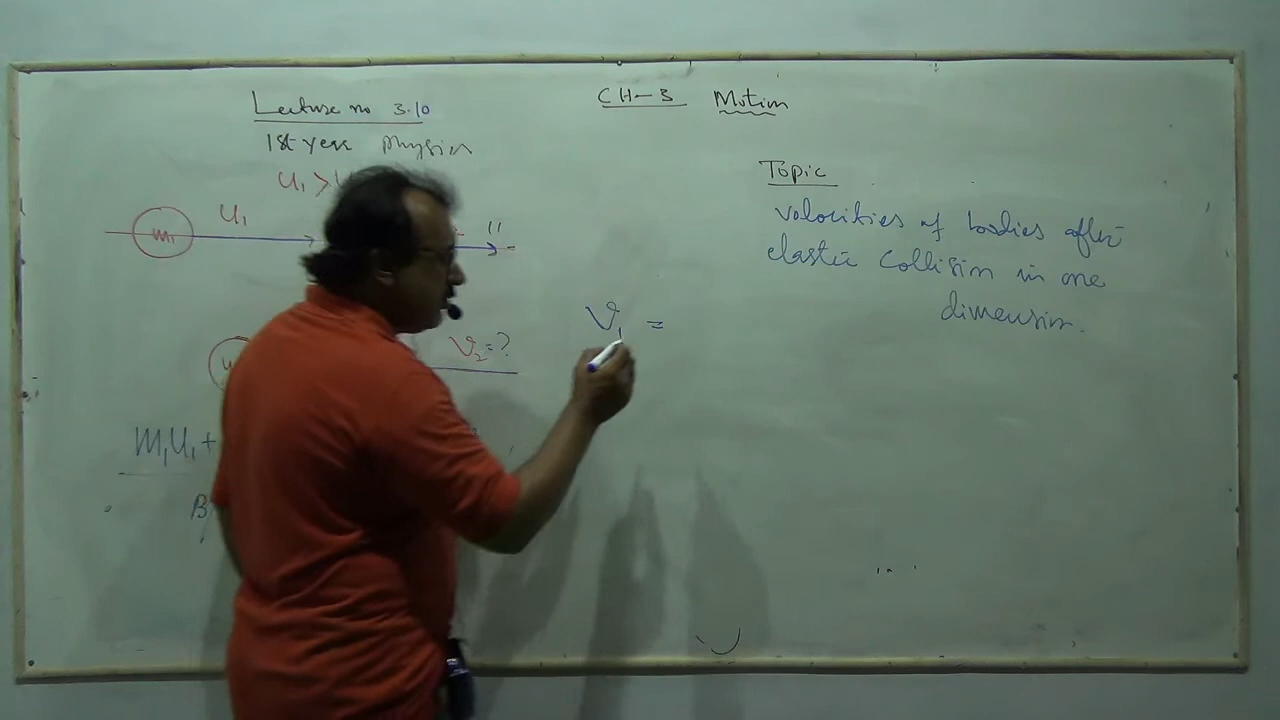 Lecture no 3.10
CH-3 Motion
1st year physics
U₁ >
m₁ U₁
Topic
velocities of bodies after
elastic collision in one
dimension.
V₁ =
V₂ = ?
m₁U₁ +
B